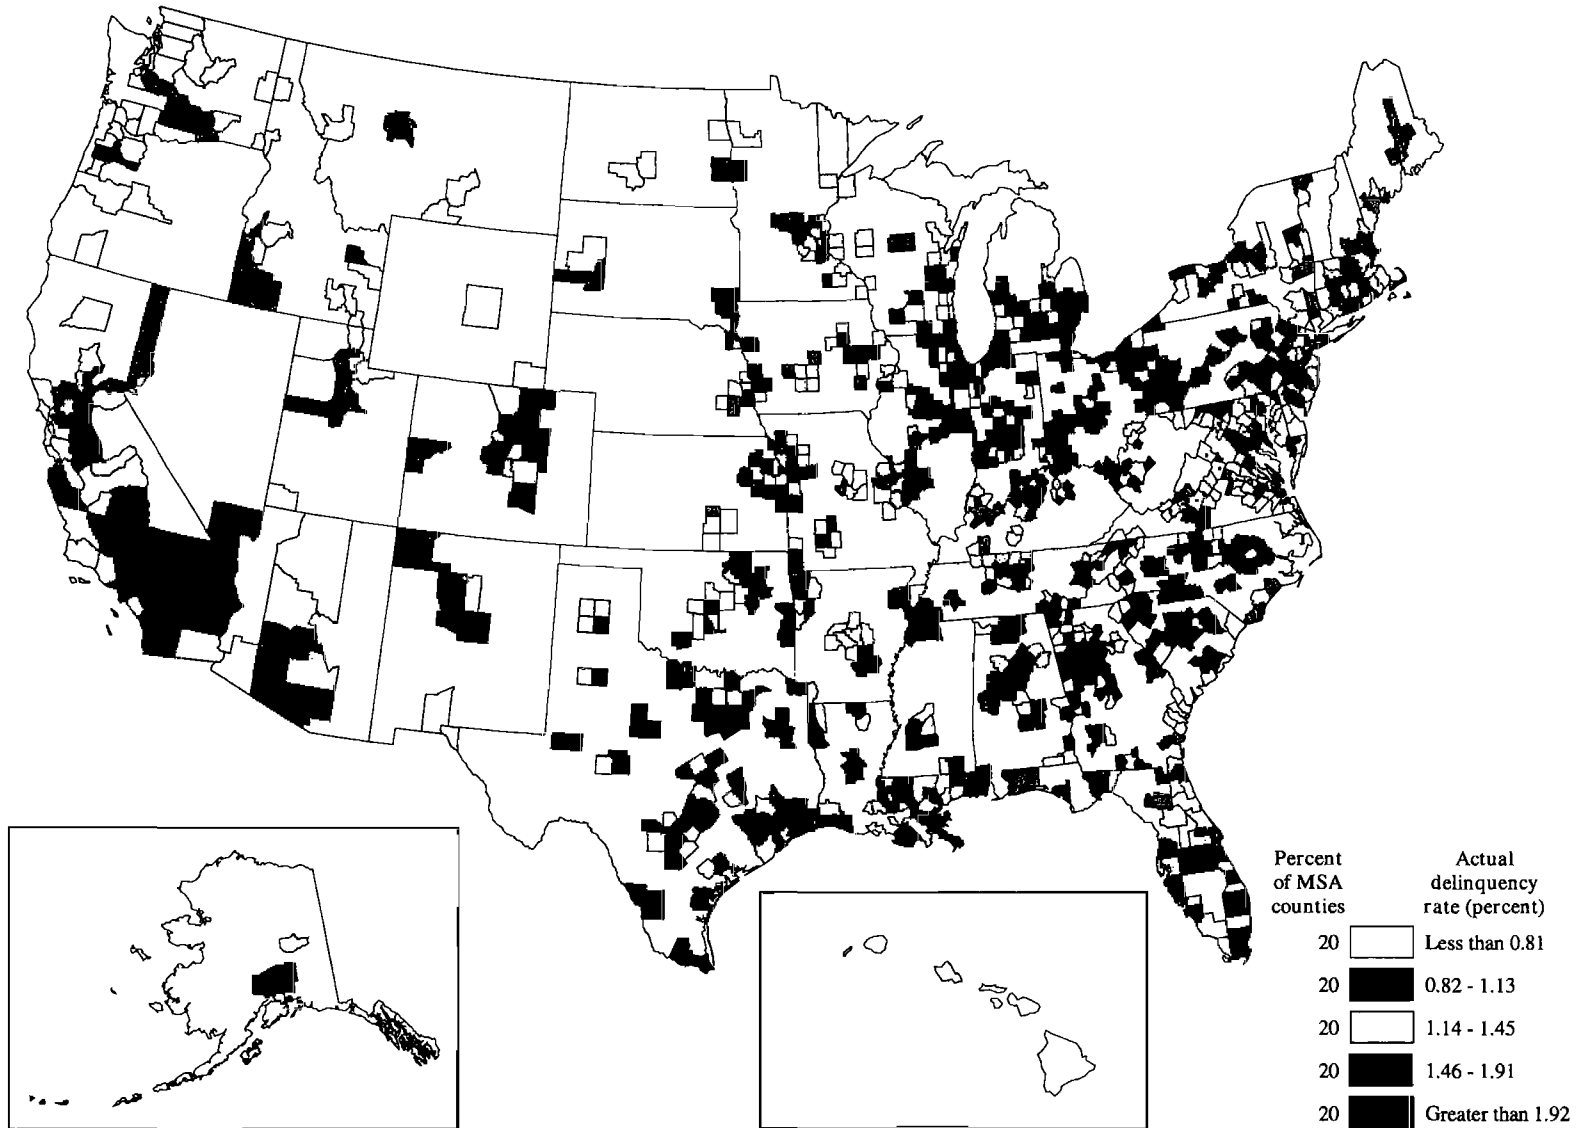 Percent of MSA counties
Actual delinquency rate (percent)
20 Less than 0.81
20 0.82 - 1.13
20 1.14 - 1.45
20 1.46 - 1.91
20 Greater than 1.92